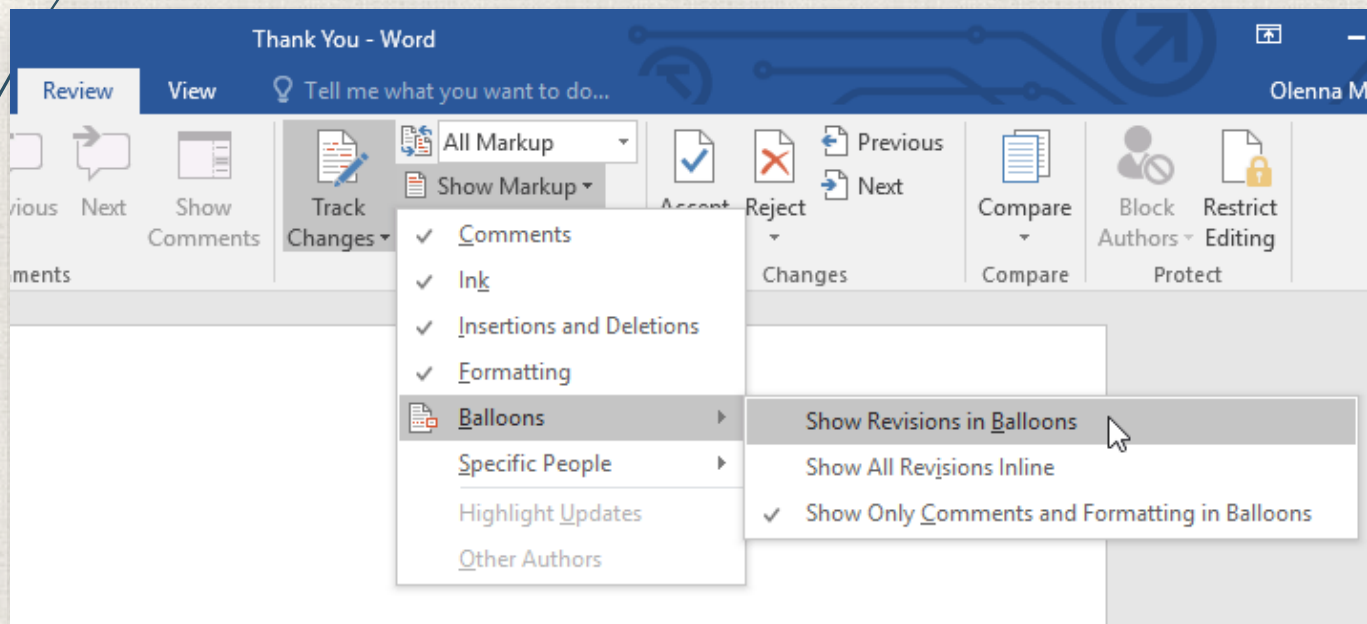 Thank You - Word
Review View Tell me what you want to do... Olenna M
All Markup
Show Markup
Previous
Next
Next
Show
Comments
Track
Changes
Reject
Compare
Block
Authors
Restrict
Editing
Changes
Compare
Protect
Comments
Ink
Insertions and Deletions
Formatting
Balloons
Specific People
Highlight Updates
Other Authors
Show Revisions in Balloons
Show All Revisions Inline
Show Only Comments and Formatting in Balloons